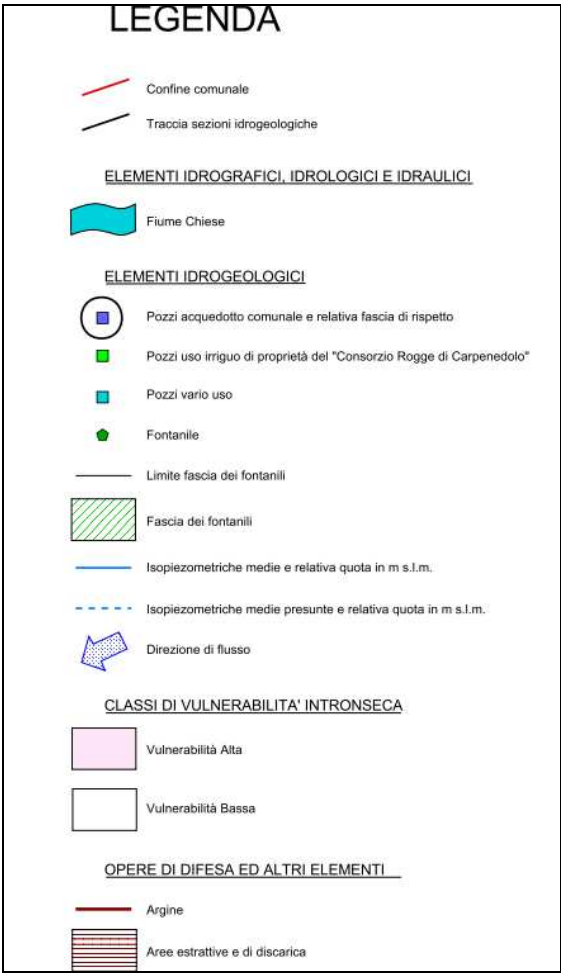 LEGENDA
Confine comunale
Traccia sezioni idrogeologiche
ELEMENTI IDROGRAFICI, IDROLOGICI E IDRAULICI
Fiume Chiese
ELEMENTI IDROGEOLOGICI
Pozzi acquedotto comunale e relativa fascia di rispetto
Pozzi uso irriguo di proprietà del "Consorzio Rogge di Carpenedolo"
Pozzi vario uso
Fontanile
Limite fascia dei fontanili
Fascia dei fontanili
Isopiezometriche medie e relativa quota in m s.l.m.
Isopiezometriche medie presunte e relativa quota in m s.l.m.
Direzione di flusso
CLASSI DI VULNERABILITA' INTRONSECA
Vulnerabilità Alta
Vulnerabilità Bassa
OPERE DI DIFESA ED ALTRI ELEMENTI
Argine
Aree estrattive e di discarica